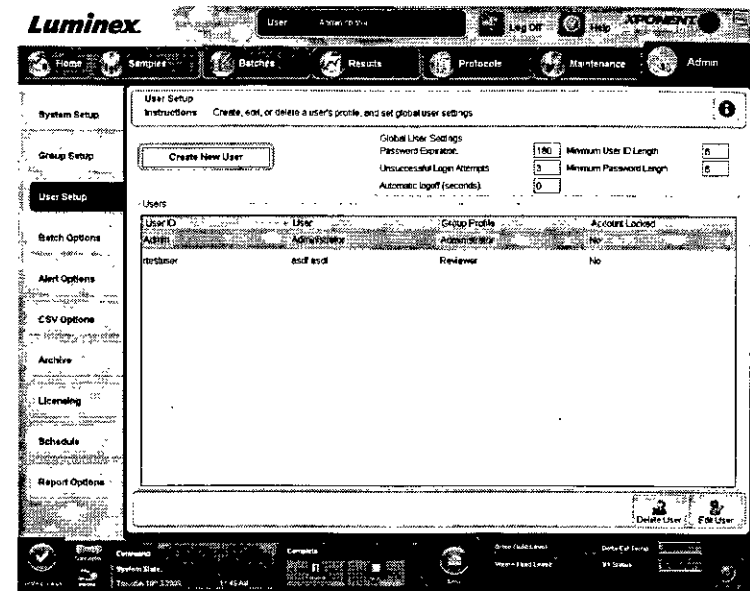 Luminex.
User
Log Off
Help
XPONENT
Home
Samples
Batches
Results
Protocols
Maintenance
Admin
System Setup
Group Setup
User Setup
Batch Options
Alert Options
CSV Options
Archive
Licensing
Schedule
Report Options
User Setup
Instructions Create, edit, or delete a user's profile, and set global user settings
Create New User
Global User Settings
Password Expiration: 180 Minimum User ID Length 6
Unsuccessful Login Attempts 3 Minimum Password Length 6
Automatic logoff (seconds): 0
Users
User ID User Group Profile Account Locked
Admin Administrator Administrator No
asdf asdf Reviewer No
Delete User
Edit User
Command
System State:
Complete